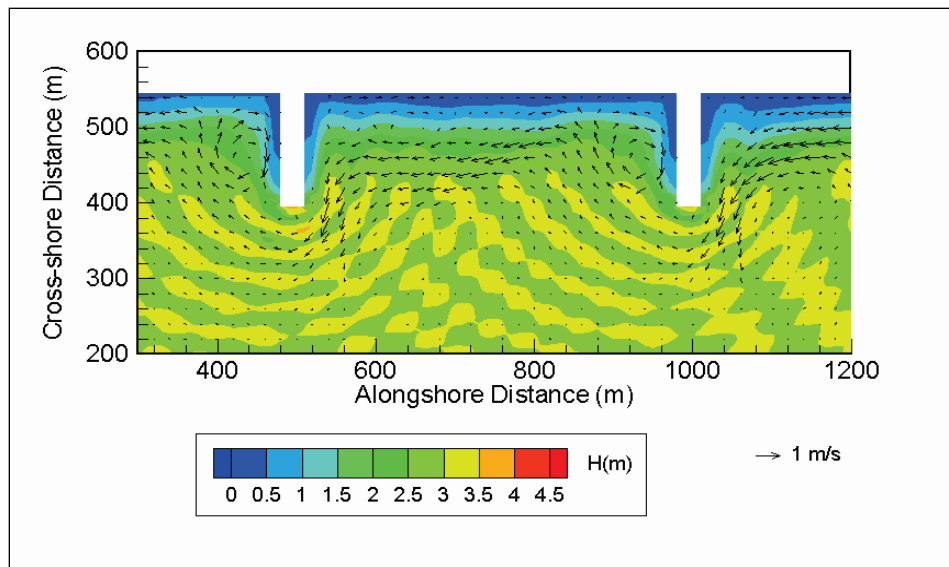 600
500
400
300
200
Cross-shore Distance (m)
400 600 800 1000 1200
Alongshore Distance (m)
H(m)
0 0.5 1 1.5 2 2.5 3 3.5 4 4.5
1 m/s